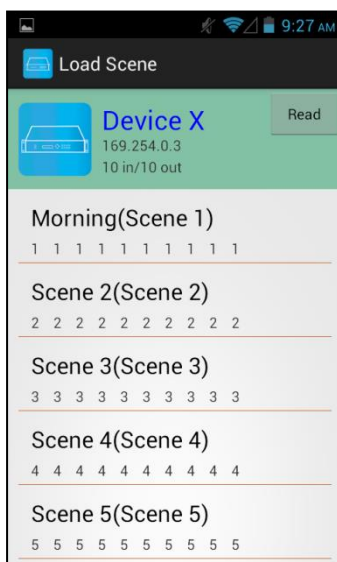 9:27 AM
Load Scene
Device X
Read
169.254.0.3
10 in/10 out
Morning(Scene 1)
1 1 1 1 1 1 1 1 1 1
Scene 2(Scene 2)
2 2 2 2 2 2 2 2 2 2
Scene 3(Scene 3)
3 3 3 3 3 3 3 3 3 3
Scene 4(Scene 4)
4 4 4 4 4 4 4 4 4 4
Scene 5(Scene 5)
5 5 5 5 5 5 5 5 5 5